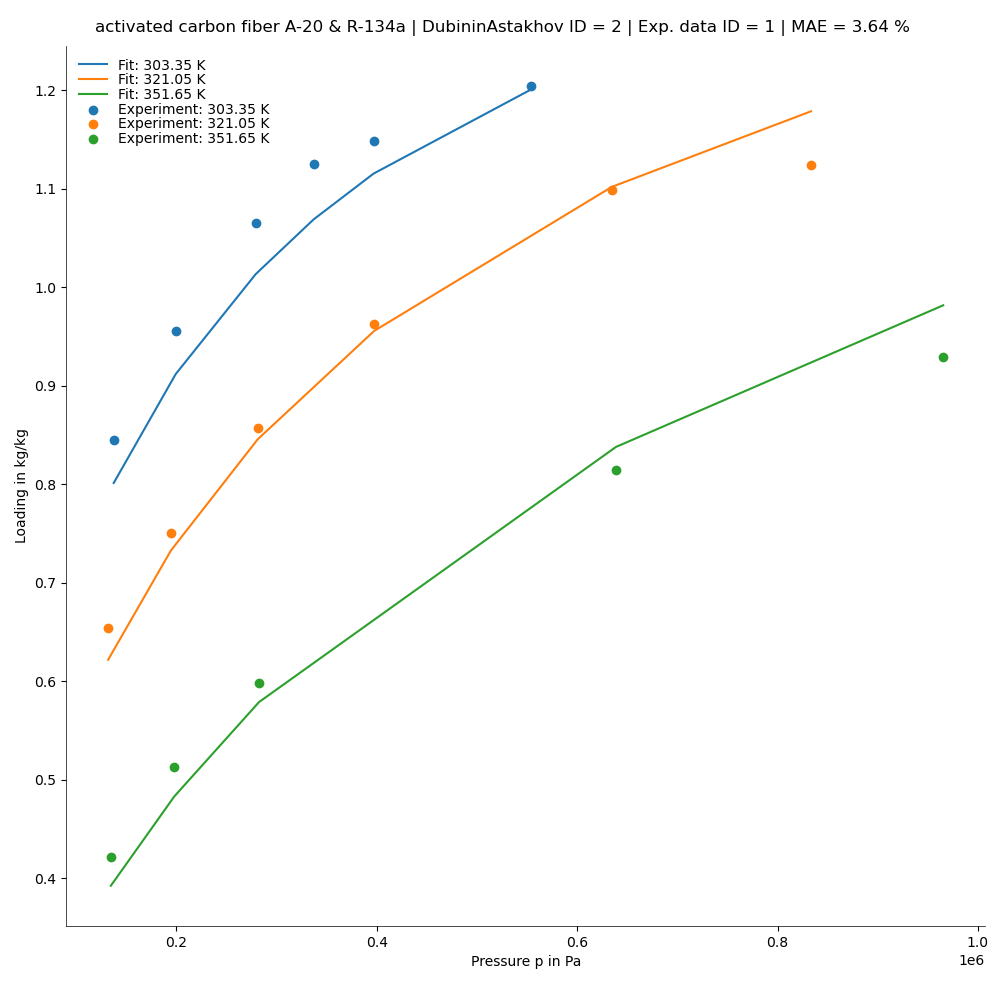 activated carbon fiber A-20 & R-134a | DubininAstakhov ID = 2 | Exp. data ID = 1 | MAE = 3.64 %
Fit: 303.35 K
Fit: 321.05 K
Fit: 351.65 K
Experiment: 303.35 K
Experiment: 321.05 K
Experiment: 351.65 K
1.2
1.1
1.0
0.9
0.8
0.7
0.6
0.5
0.4
Loading in kg/kg
0.2 0.4 0.6 0.8 1.0
1e6
Pressure p in Pa